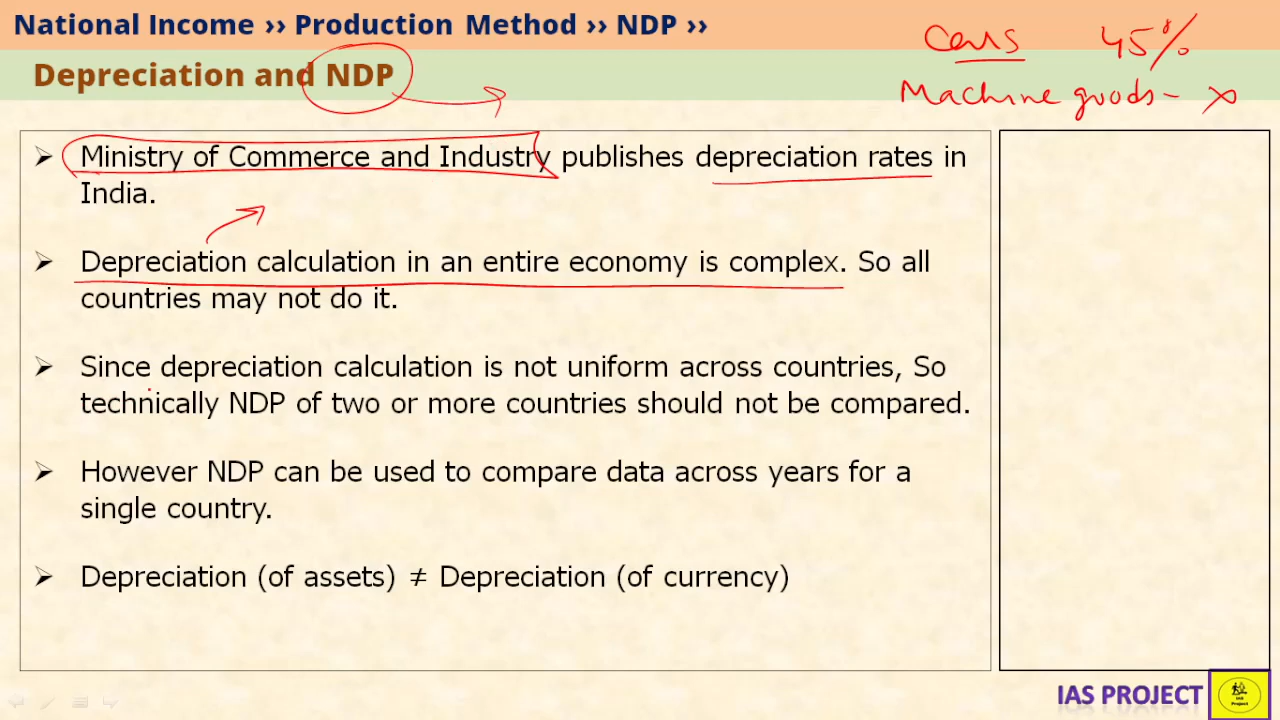 National Income ›› Production Method ›› NDP ››
Depreciation and NDP
Cars 45%
Machine goods - x
➢ Ministry of Commerce and Industry publishes depreciation rates in
India.
➢ Depreciation calculation in an entire economy is complex. So all
countries may not do it.
➢ Since depreciation calculation is not uniform across countries, So
technically NDP of two or more countries should not be compared.
➢ However NDP can be used to compare data across years for a
single country.
➢ Depreciation (of assets) ≠ Depreciation (of currency)
IAS PROJECT
IAS
Project